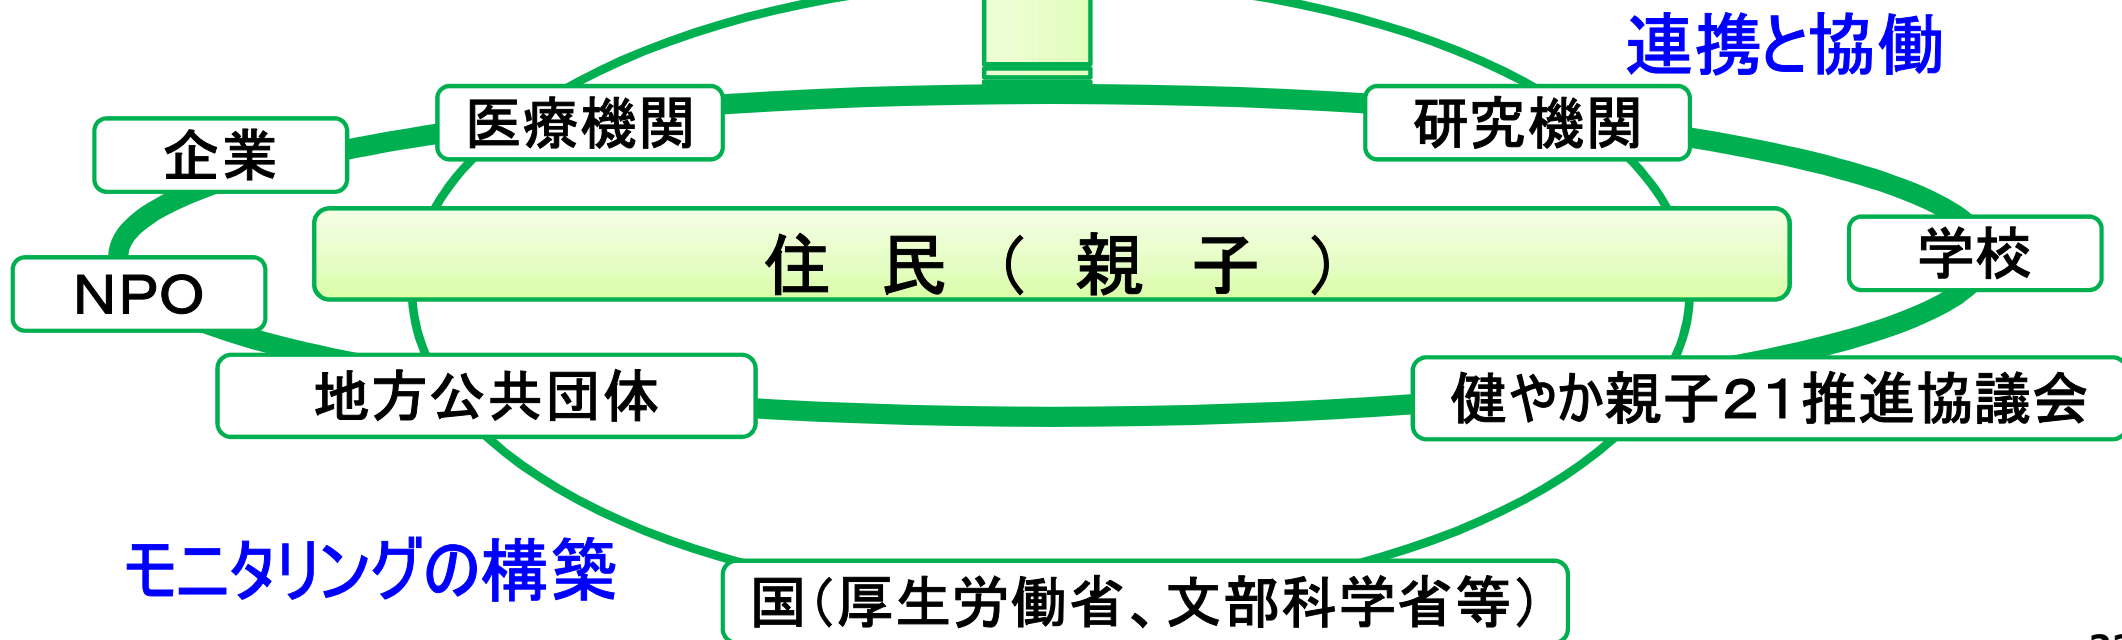 連携と協働
医療機関
研究機関
企業
住民（親子）
学校
NPO
地方公共団体
健やか親子21推進協議会
モニタリングの構築
国（厚生労働省、文部科学省等）